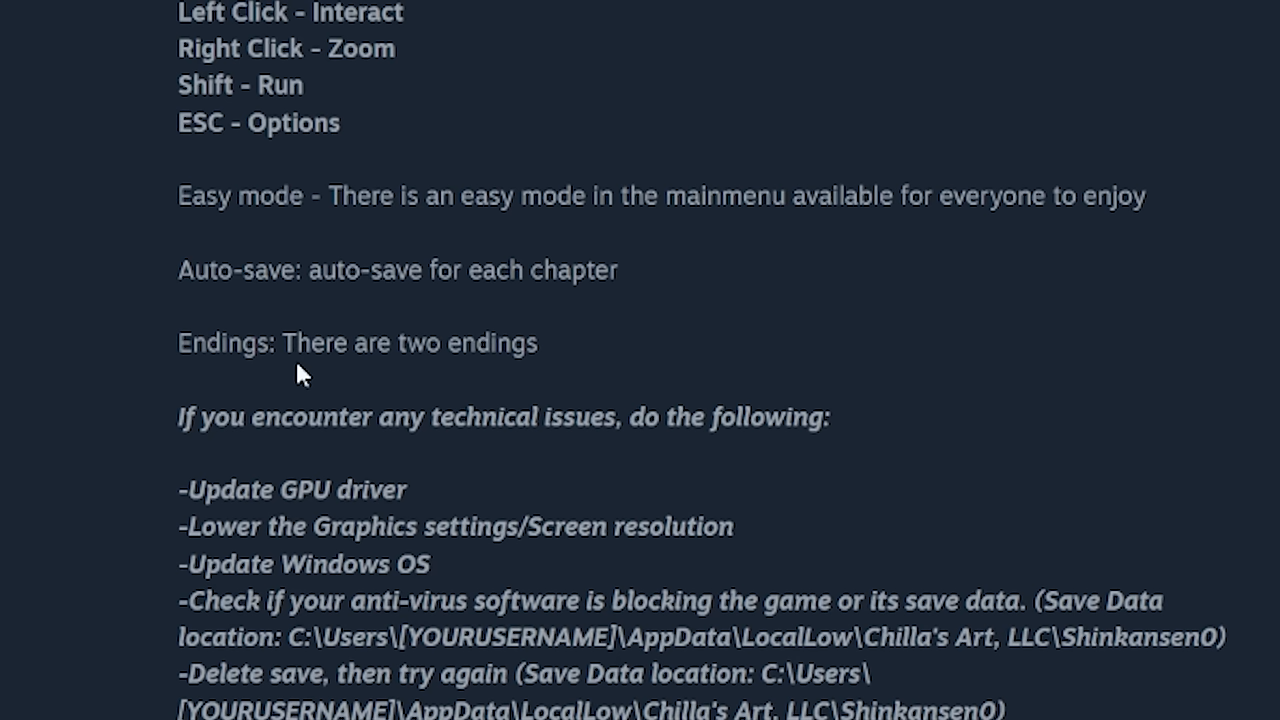 Left Click - Interact
Right Click - Zoom
Shift - Run
ESC - Options
Easy mode - There is an easy mode in the mainmenu available for everyone to enjoy
Auto-save: auto-save for each chapter
Endings: There are two endings
If you encounter any technical issues, do the following:
-Update GPU driver
-Lower the Graphics settings/Screen resolution
-Update Windows OS
-Check if your anti-virus software is blocking the game or its save data. (Save Data
location: C:\Users\[YOURUSERNAME]\AppData\LocalLow\Chilla's Art, LLC\Shinkansen0)
-Delete save, then try again (Save Data location: C:\Users\
[YOURUSERNAME]\AppData\LocalLow\Chilla's Art, LLC\Shinkansen0)